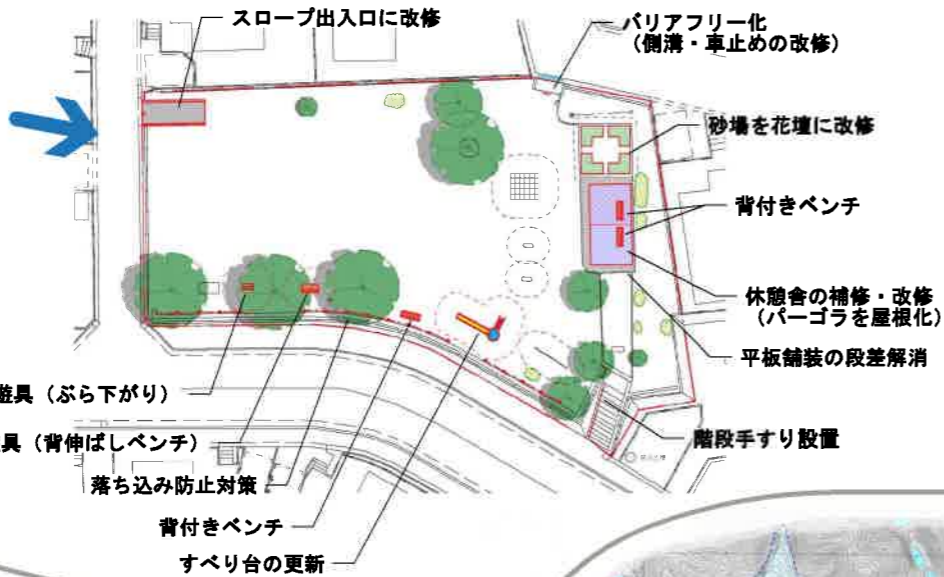 スロープ出入口に改修
バリアフリー化
（側溝・車止めの改修）
砂場を花壇に改修
背付きベンチ
休憩舎の補修・改修
（パーゴラを屋根化）
平板舗装の段差解消
階段手すり設置
遊具（ぶら下がり）
具（背伸ばしベンチ）
落ち込み防止対策
背付きベンチ
すべり台の更新